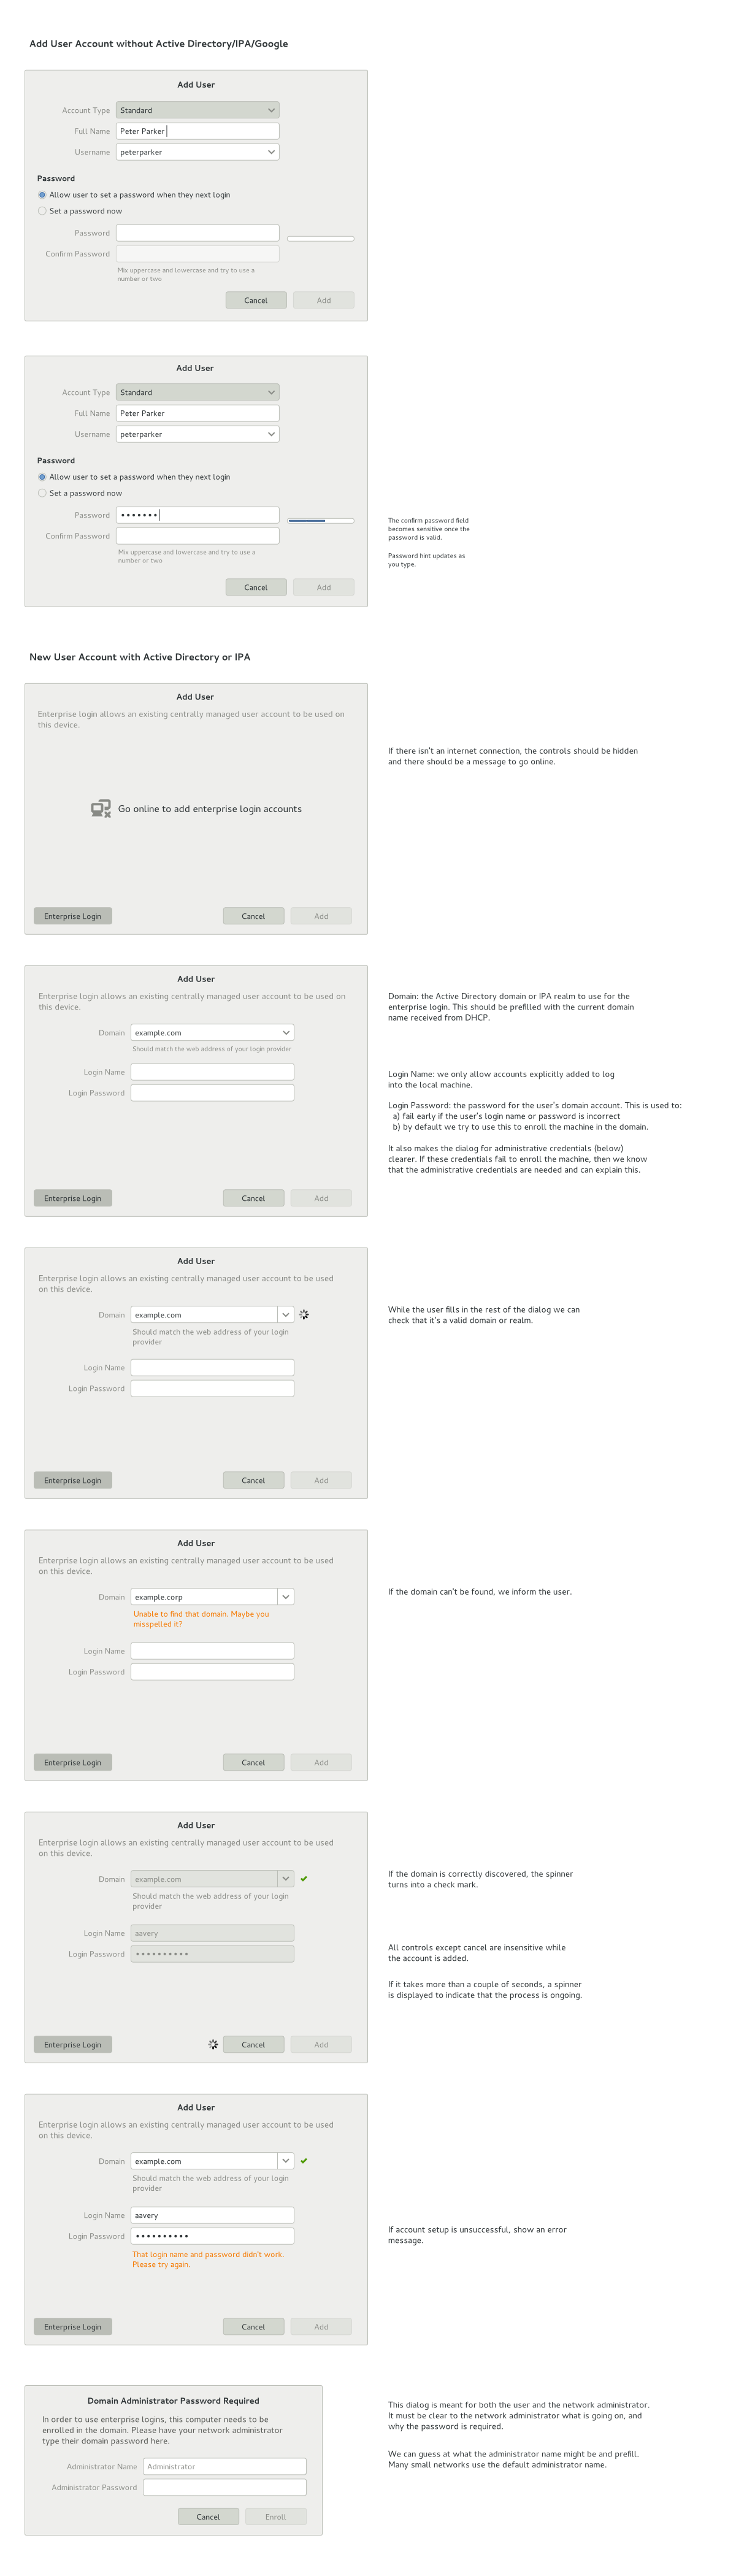 Add User Account without Active Directory/IPA/Google
Add User
Account Type Standard
Full Name Peter Parker
Username peterparker
Password
Allow user to set a password when they next login
Set a password now
Password
Confirm Password
Mix uppercase and lowercase and try to use a
number or two
Cancel Add
Add User
Account Type Standard
Full Name Peter Parker
Username peterparker
Password
Allow user to set a password when they next login
Set a password now
Password •••••••
Confirm Password
Mix uppercase and lowercase and try to use a
number or two
Cancel Add
The confirm password field
becomes sensitive once the
password is valid.
Password hint updates as
you type.
New User Account with Active Directory or IPA
Add User
Enterprise login allows an existing centrally managed user account to be used on
this device.
Go online to add enterprise login accounts
Enterprise Login Cancel Add
If there isn't an internet connection, the controls should be hidden
and there should be a message to go online.
Add User
Enterprise login allows an existing centrally managed user account to be used on
this device.
Domain example.com
Should match the web address of your login provider
Login Name
Login Password
Enterprise Login Cancel Add
Domain: the Active Directory domain or IPA realm to use for the
enterprise login. This should be prefilled with the current domain
name received from DHCP.
Login Name: we only allow accounts explicitly added to log
into the local machine.
Login Password: the password for the user's domain account. This is used to:
a) fail early if the user's login name or password is incorrect
b) by default we try to use this to enroll the machine in the domain.
It also makes the dialog for administrative credentials (below)
clearer. If these credentials fail to enroll the machine, then we know
that the administrative credentials are needed and can explain this.
Add User
Enterprise login allows an existing centrally managed user account to be used
on this device.
Domain example.com
Should match the web address of your login
provider
Login Name
Login Password
Enterprise Login Cancel Add
While the user fills in the rest of the dialog we can
check that it's a valid domain or realm.
Add User
Enterprise login allows an existing centrally managed user account to be used
on this device.
Domain example.corp
Unable to find that domain. Maybe you
misspelled it?
Login Name
Login Password
Enterprise Login Cancel Add
If the domain can't be found, we inform the user.
Add User
Enterprise login allows an existing centrally managed user account to be used
on this device.
Domain example.com
Should match the web address of your login
provider
Login Name aavery
Login Password ••••••••••
Enterprise Login Cancel Add
If the domain is correctly discovered, the spinner
turns into a check mark.
All controls except cancel are insensitive while
the account is added.
If it takes more than a couple of seconds, a spinner
is displayed to indicate that the process is ongoing.
Add User
Enterprise login allows an existing centrally managed user account to be used
on this device.
Domain example.com
Should match the web address of your login
provider
Login Name aavery
Login Password ••••••••••
That login name and password didn't work.
Please try again.
Enterprise Login Cancel Add
If account setup is unsuccessful, show an error
message.
Domain Administrator Password Required
In order to use enterprise logins, this computer needs to be
enrolled in the domain. Please have your network administrator
type their domain password here.
Administrator Name Administrator
Administrator Password
Cancel Enroll
This dialog is meant for both the user and the network administrator.
It must be clear to the network administrator what is going on, and
why the password is required.
We can guess at what the administrator name might be and prefill.
Many small networks use the default administrator name.